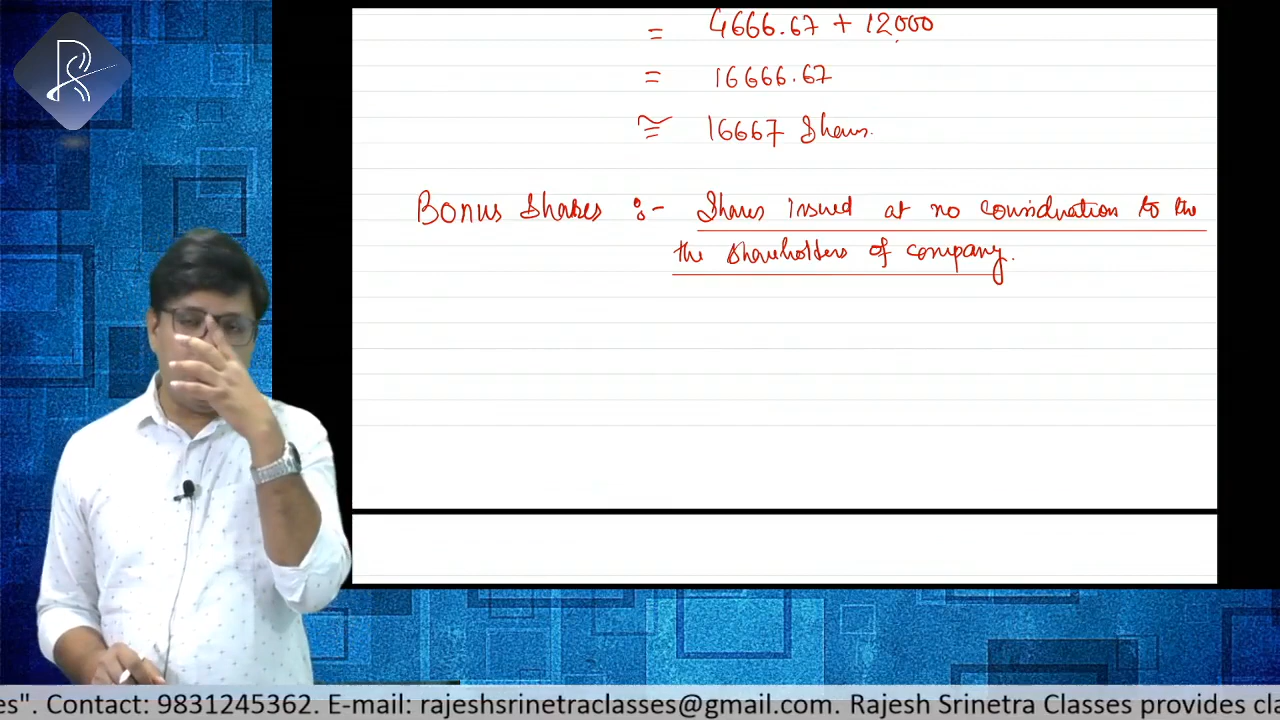 = 4666.67 + 12000
= 16666.67
≅ 16667 Shares.
Bonus Shares :- Shares issued at no consideration to the
the shareholders of company.
es". Contact: 9831245362. E-mail: rajeshsrinetraclasses@gmail.com. Rajesh Srinetra Classes provides cla